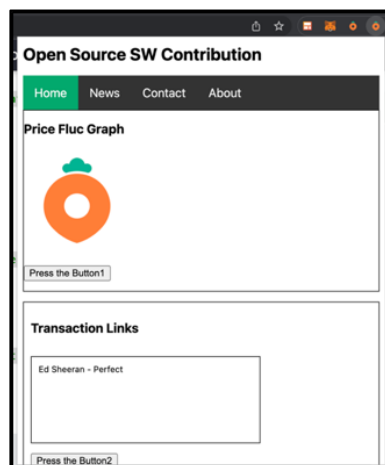 Open Source SW Contribution
Home News Contact About
Price Fluc Graph
Press the Button1
Transaction Links
Ed Sheeran - Perfect
Press the Button2